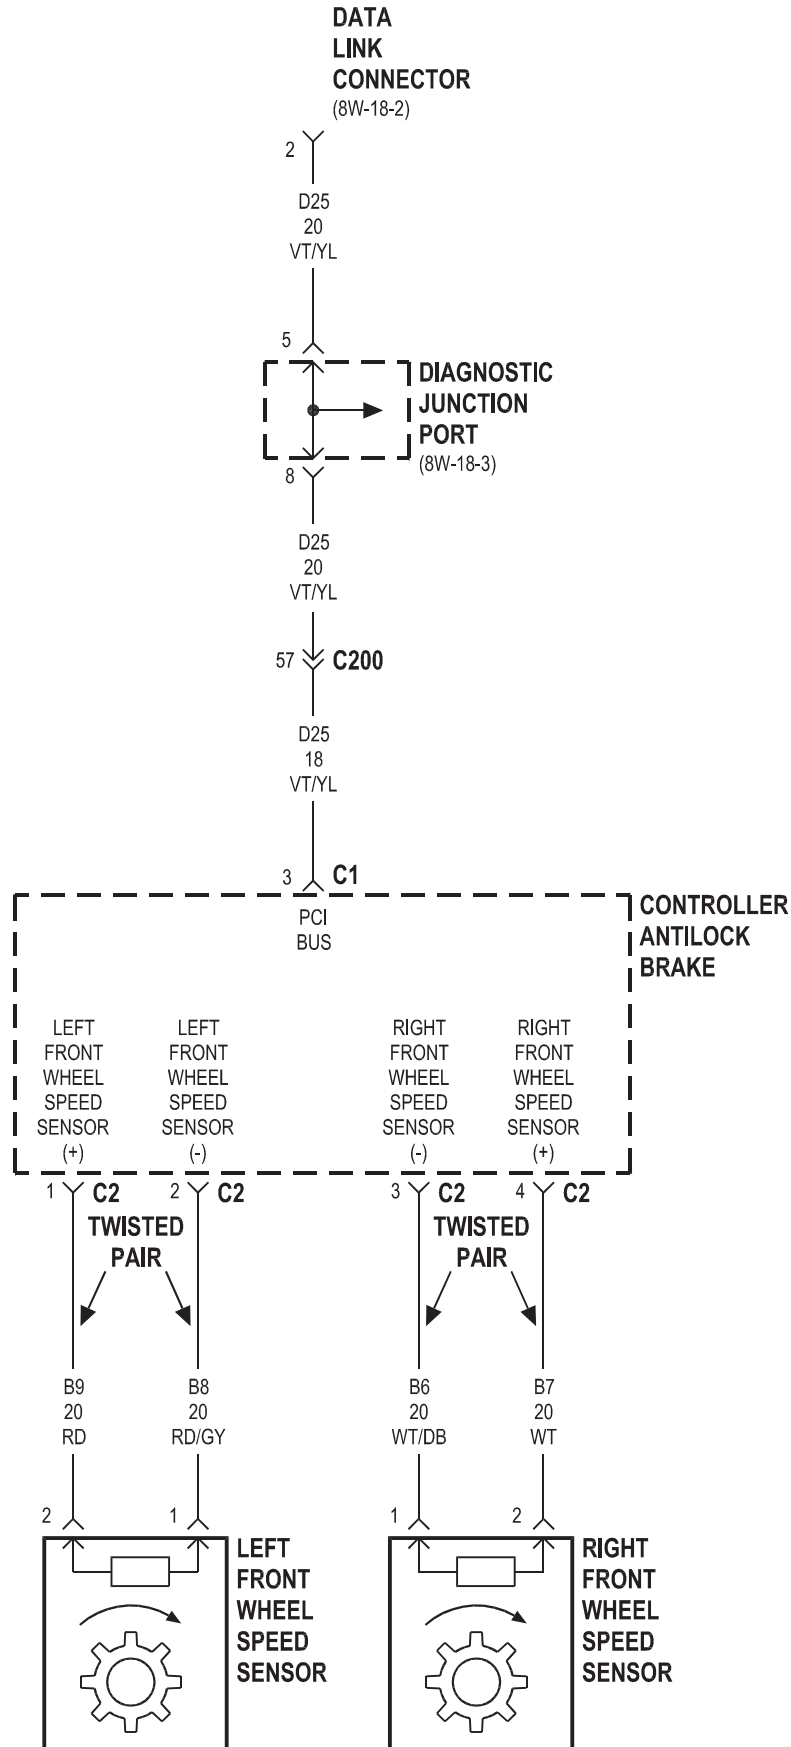 DATA
LINK
CONNECTOR
(8W-18-2)
2
D25
20
VT/YL
5
DIAGNOSTIC
JUNCTION
PORT
(8W-18-3)
8
D25
20
VT/YL
57 C200
D25
18
VT/YL
3 C1
CONTROLLER
ANTILOCK
BRAKE
PCI
BUS
LEFT
FRONT
WHEEL
SPEED
SENSOR
(+)
LEFT
FRONT
WHEEL
SPEED
SENSOR
(-)
RIGHT
FRONT
WHEEL
SPEED
SENSOR
(-)
RIGHT
FRONT
WHEEL
SPEED
SENSOR
(+)
1 C2 2 C2 3 C2 4 C2
TWISTED
PAIR
TWISTED
PAIR
B9
20
RD
B8
20
RD/GY
B6
20
WT/DB
B7
20
WT
2 1 1 2
LEFT
FRONT
WHEEL
SPEED
SENSOR
RIGHT
FRONT
WHEEL
SPEED
SENSOR